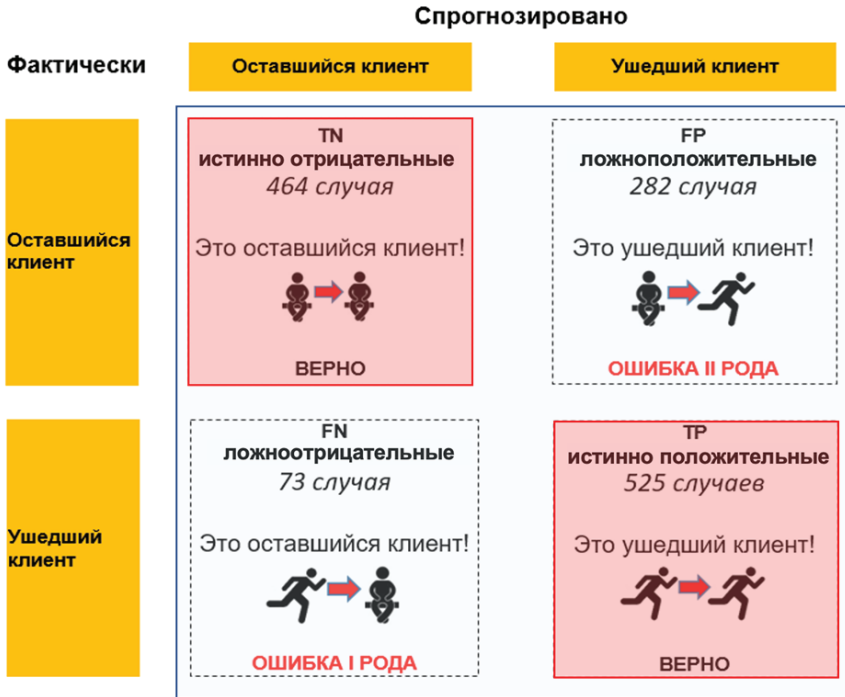 Спрогнозировано
Фактически
Оставшийся клиент
Ушедший клиент
Оставшийся
клиент
TN
истинно отрицательные
464 случая
Это оставшийся клиент!
ВЕРНО
FP
ложноположительные
282 случая
Это ушедший клиент!
ОШИБКА II РОДА
Ушедший
клиент
FN
ложноотрицательные
73 случая
Это оставшийся клиент!
ОШИБКА I РОДА
TP
истинно положительные
525 случаев
Это ушедший клиент!
ВЕРНО